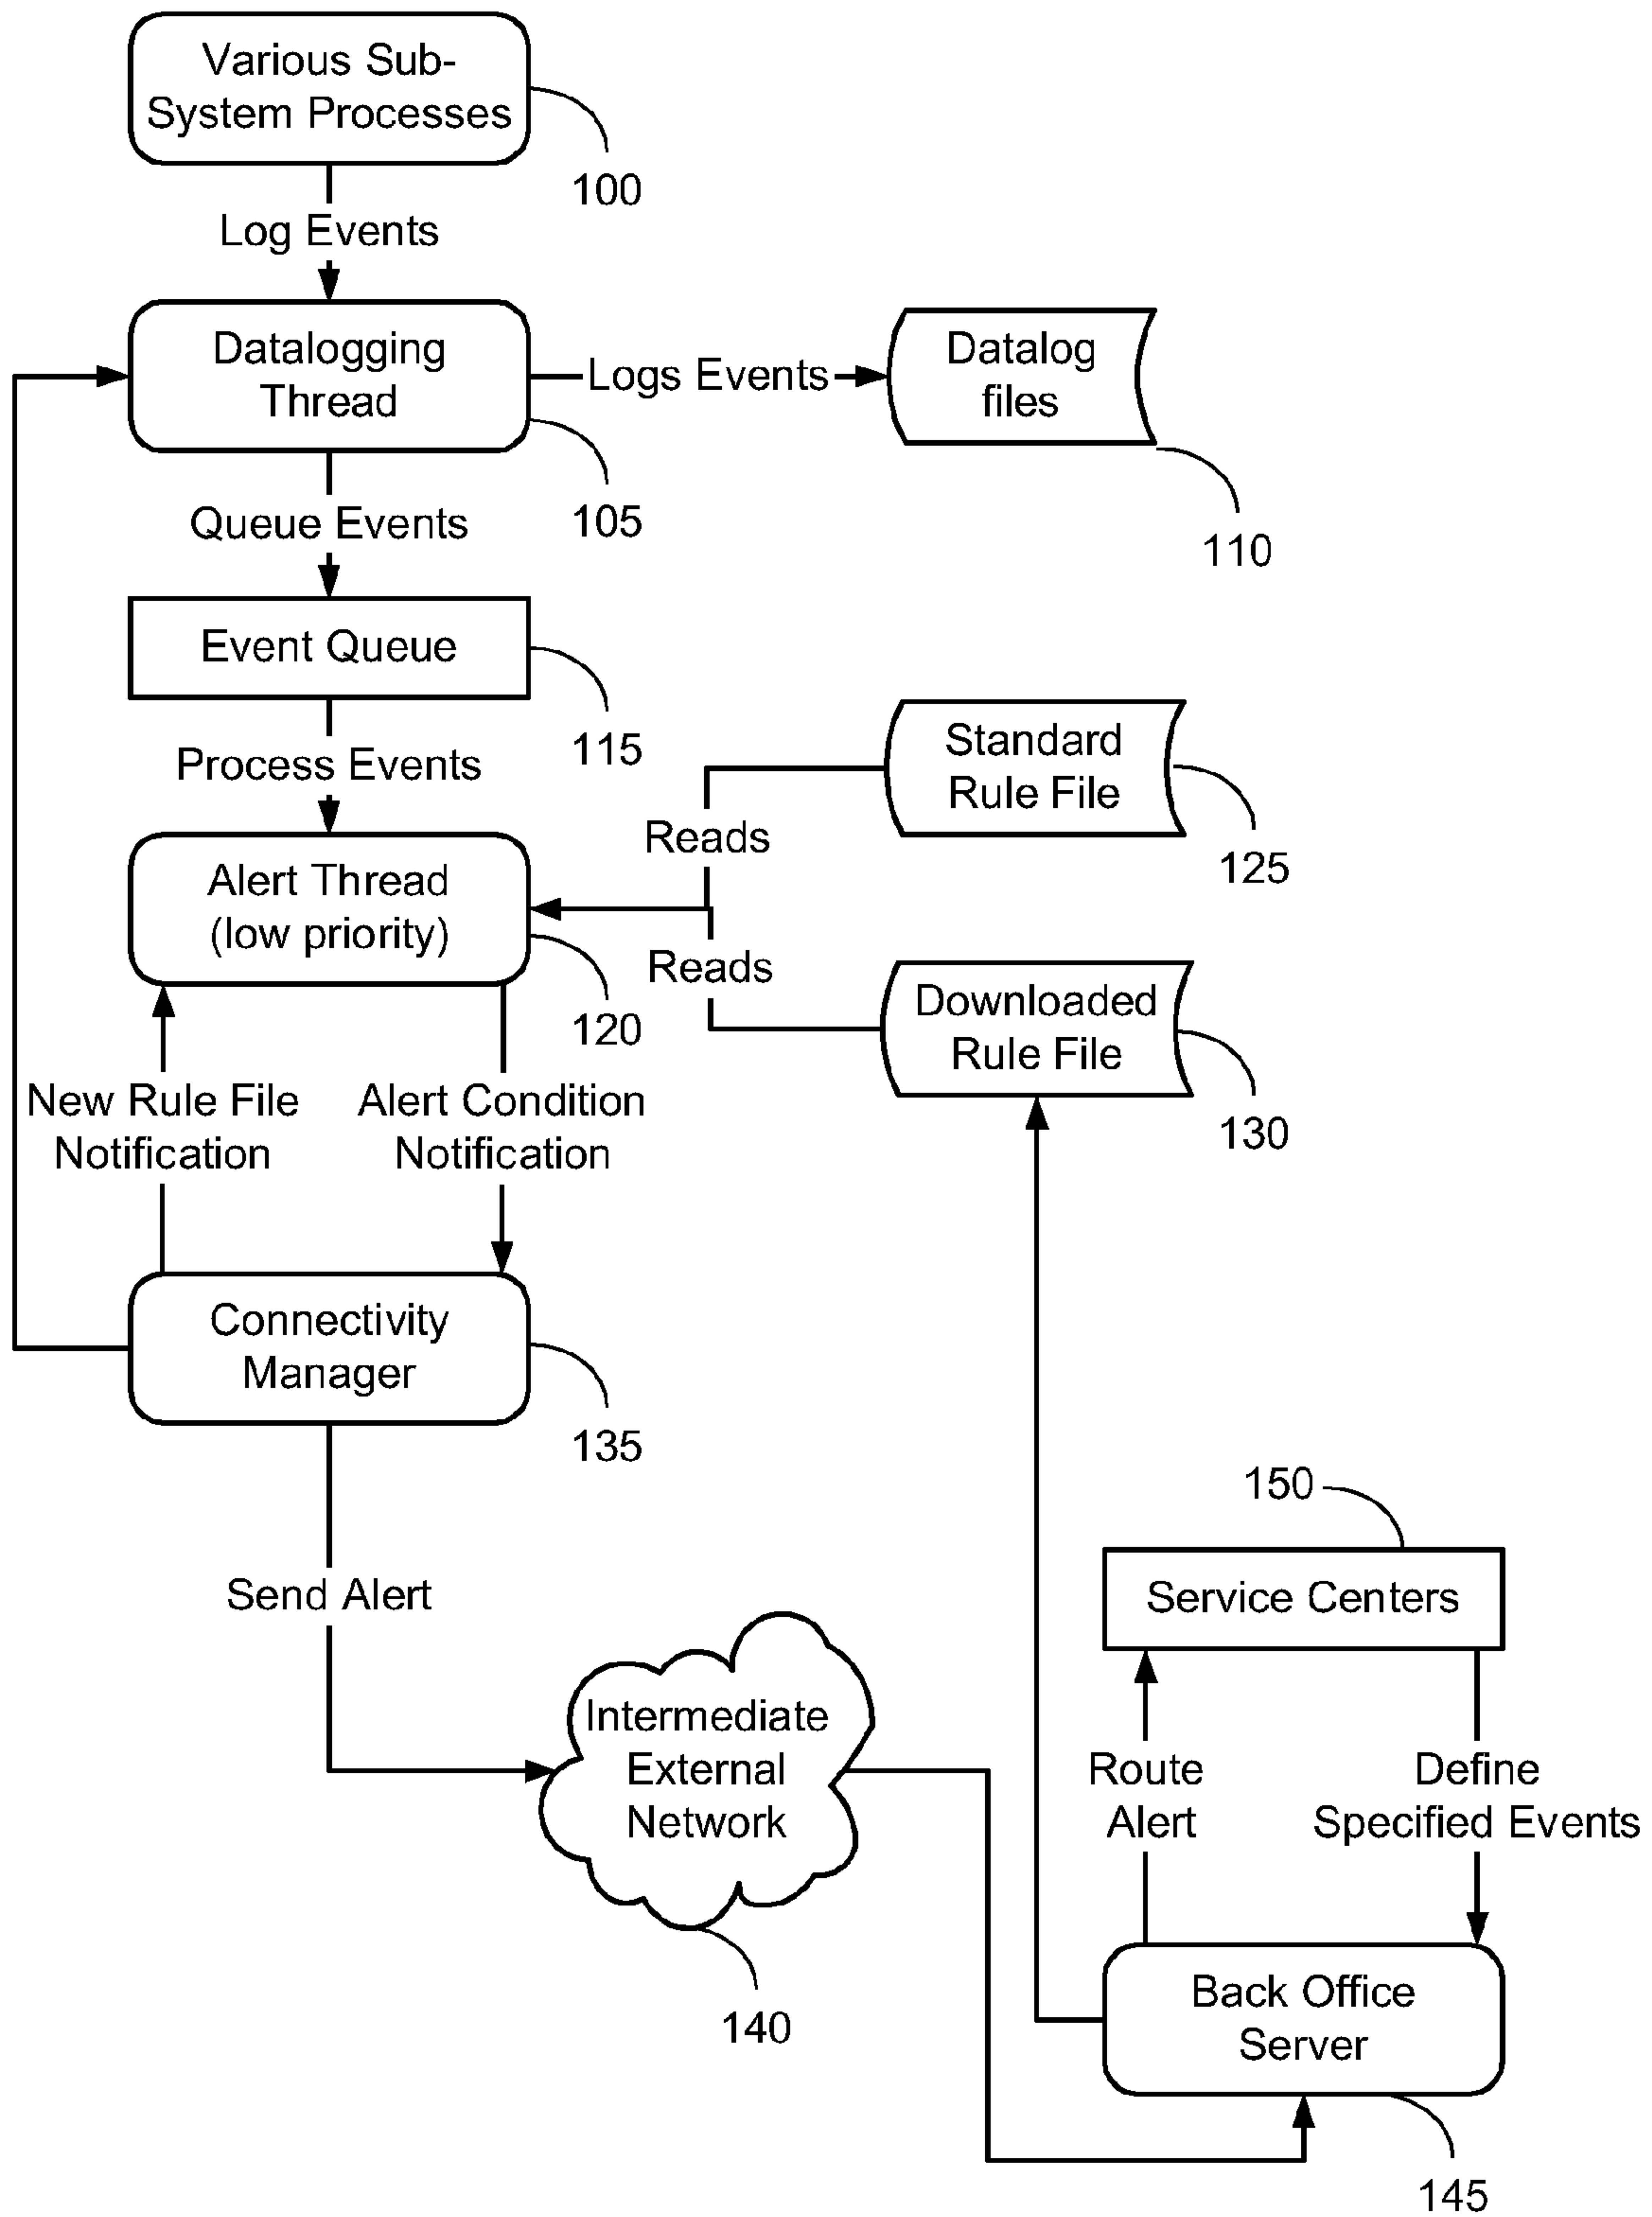 Various Sub-
System Processes
100
Log Events
Datalogging
Thread
105
Logs Events
Datalog
files
110
Queue Events
Event Queue
115
Process Events
Standard
Rule File
125
Reads
Alert Thread
(low priority)
120
Reads
Downloaded
Rule File
130
New Rule File
Notification
Alert Condition
Notification
Connectivity
Manager
135
Send Alert
150
Service Centers
Intermediate
External
Network
140
Route
Alert
Define
Specified Events
Back Office
Server
145